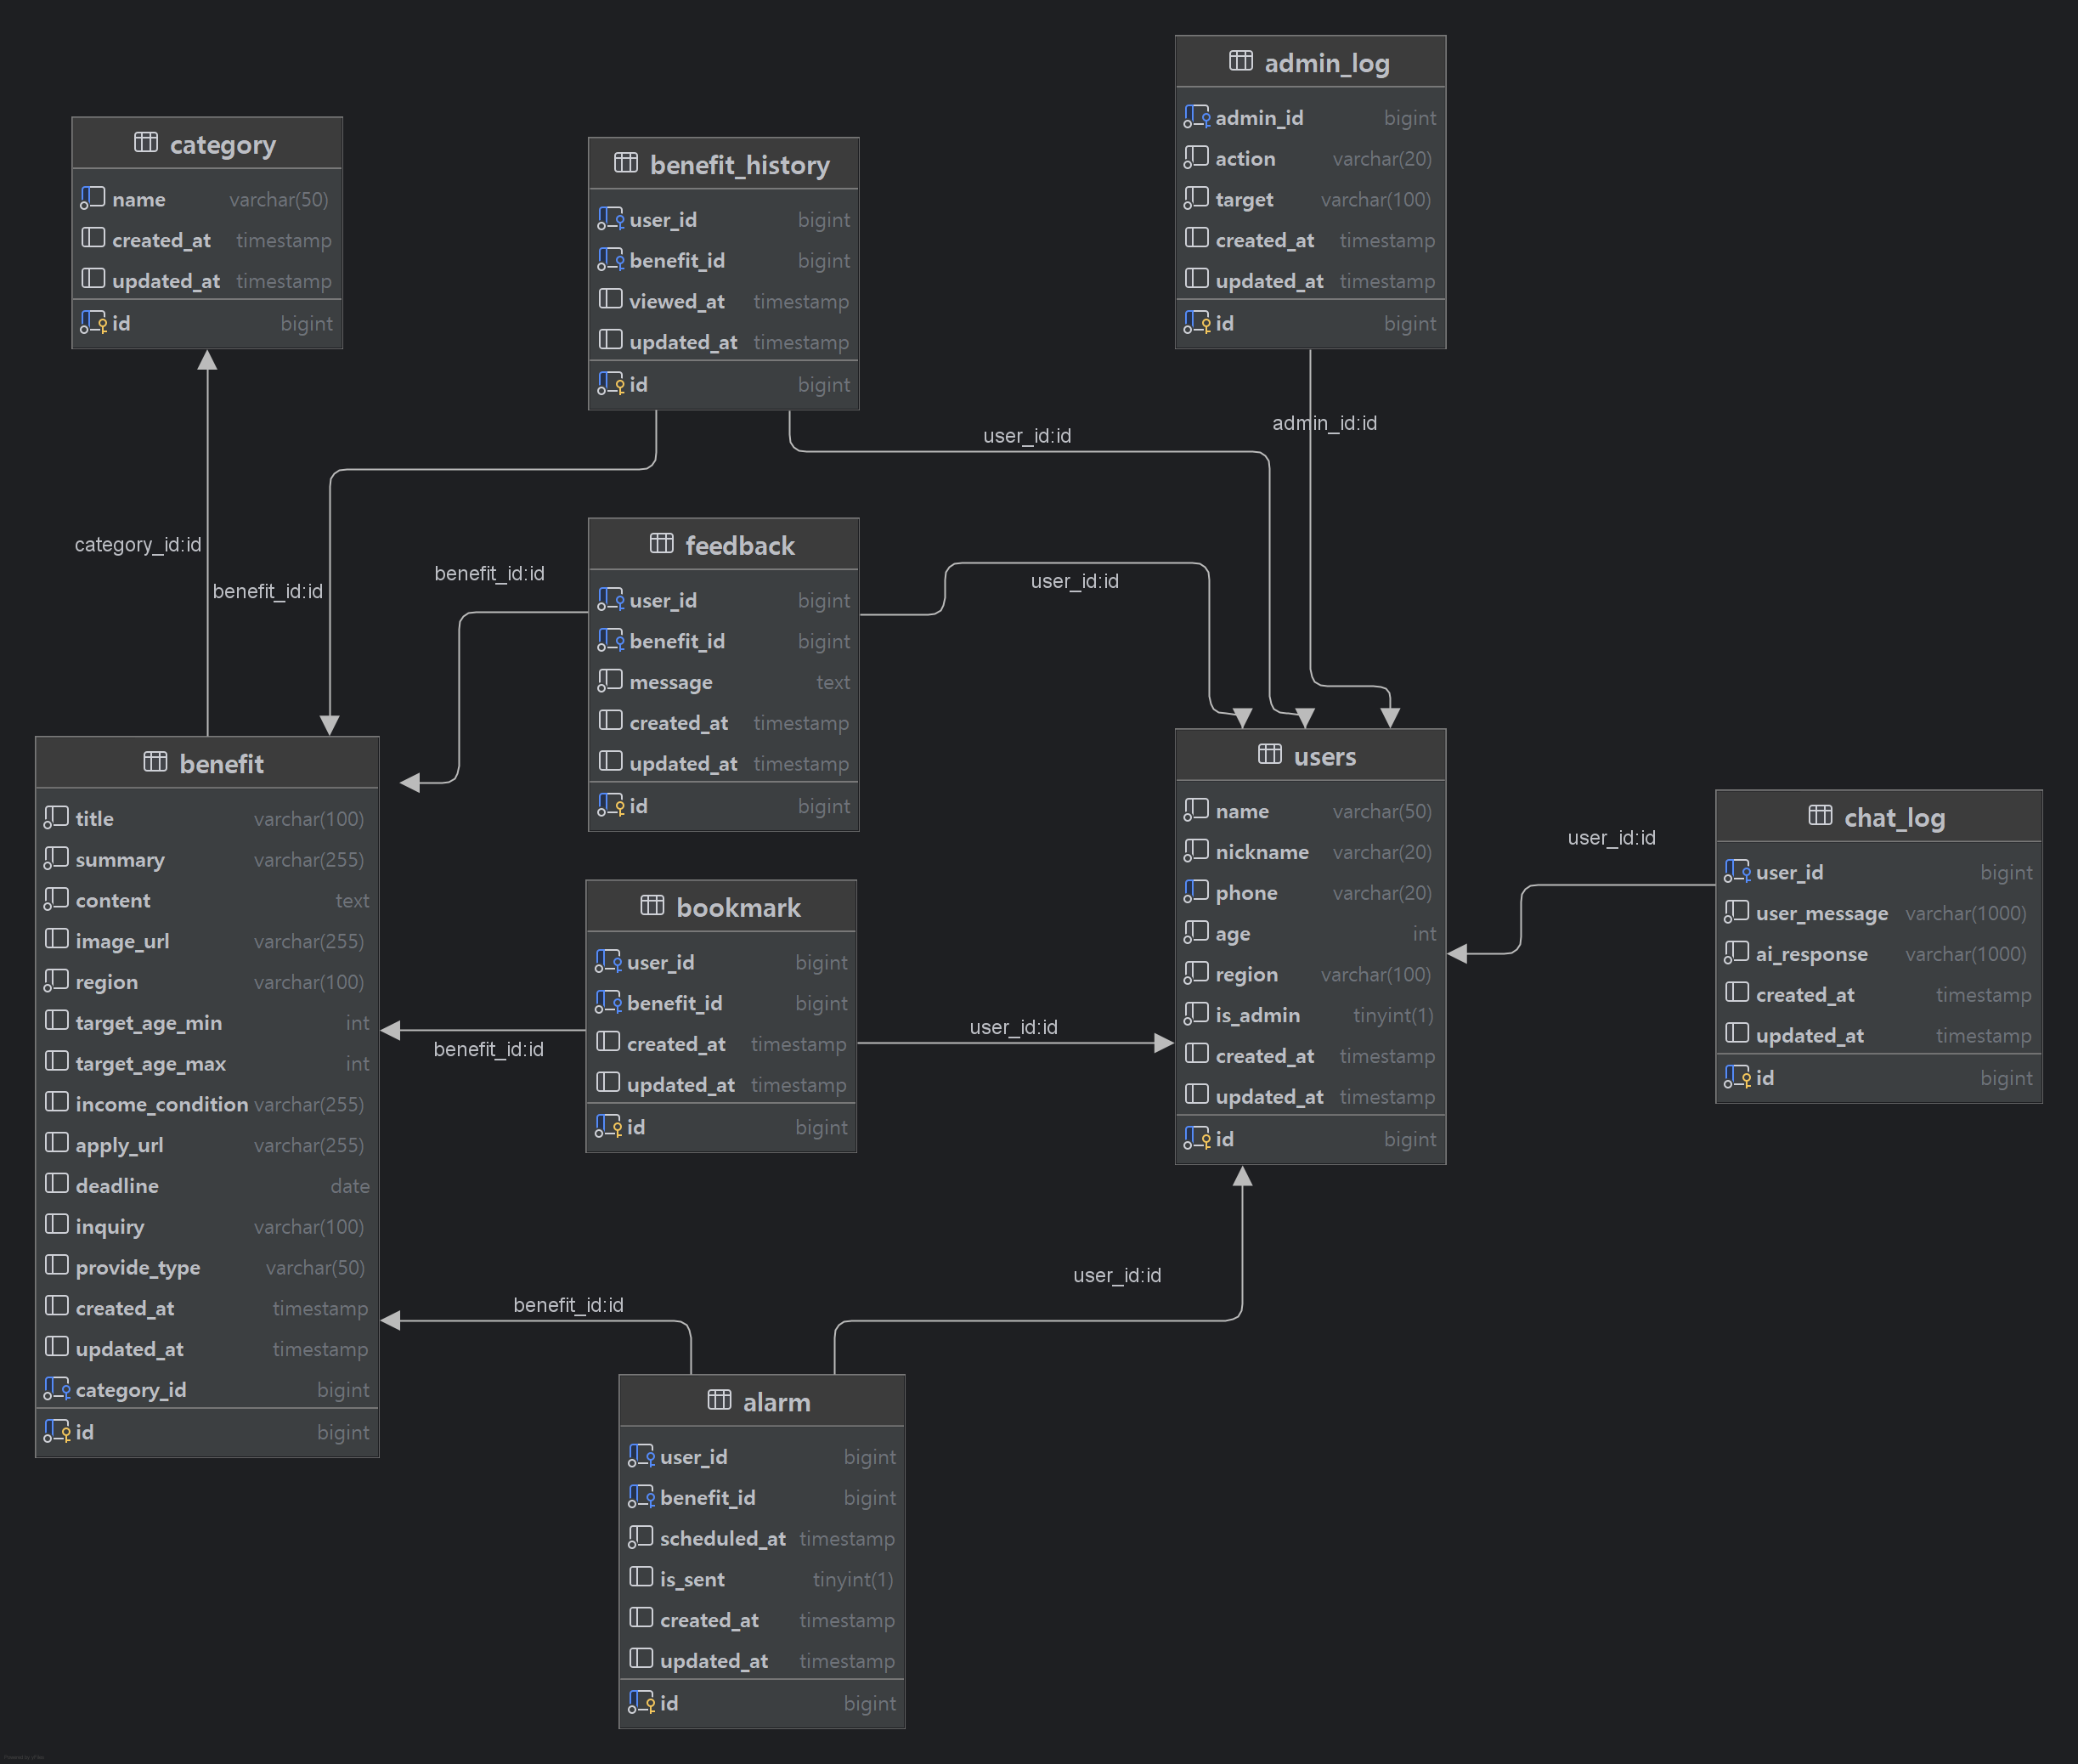 category
name varchar(50)
created_at timestamp
updated_at timestamp
id bigint
benefit_history
user_id bigint
benefit_id bigint
viewed_at timestamp
updated_at timestamp
id bigint
admin_log
admin_id bigint
action varchar(20)
target varchar(100)
created_at timestamp
updated_at timestamp
id bigint
user_id:id
admin_id:id
category_id:id
benefit_id:id
benefit_id:id
user_id:id
feedback
user_id bigint
benefit_id bigint
message text
created_at timestamp
updated_at timestamp
id bigint
benefit
title varchar(100)
summary varchar(255)
content text
image_url varchar(255)
region varchar(100)
target_age_min int
target_age_max int
income_condition varchar(255)
apply_url varchar(255)
deadline date
inquiry varchar(100)
provide_type varchar(50)
created_at timestamp
updated_at timestamp
category_id bigint
id bigint
bookmark
user_id bigint
benefit_id bigint
created_at timestamp
updated_at timestamp
id bigint
benefit_id:id
user_id:id
users
name varchar(50)
nickname varchar(20)
phone varchar(20)
age int
region varchar(100)
is_admin tinyint(1)
created_at timestamp
updated_at timestamp
id bigint
user_id:id
chat_log
user_id bigint
user_message varchar(1000)
ai_response varchar(1000)
created_at timestamp
updated_at timestamp
id bigint
benefit_id:id
user_id:id
alarm
user_id bigint
benefit_id bigint
scheduled_at timestamp
is_sent tinyint(1)
created_at timestamp
updated_at timestamp
id bigint